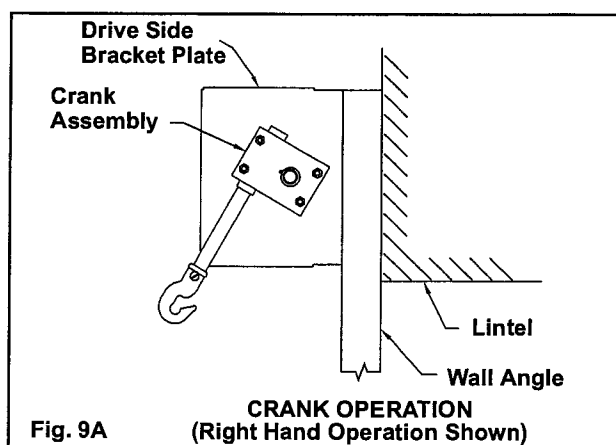 Drive Side
Bracket Plate
Crank
Assembly
Lintel
Wall Angle
CRANK OPERATION
Fig. 9A
(Right Hand Operation Shown)